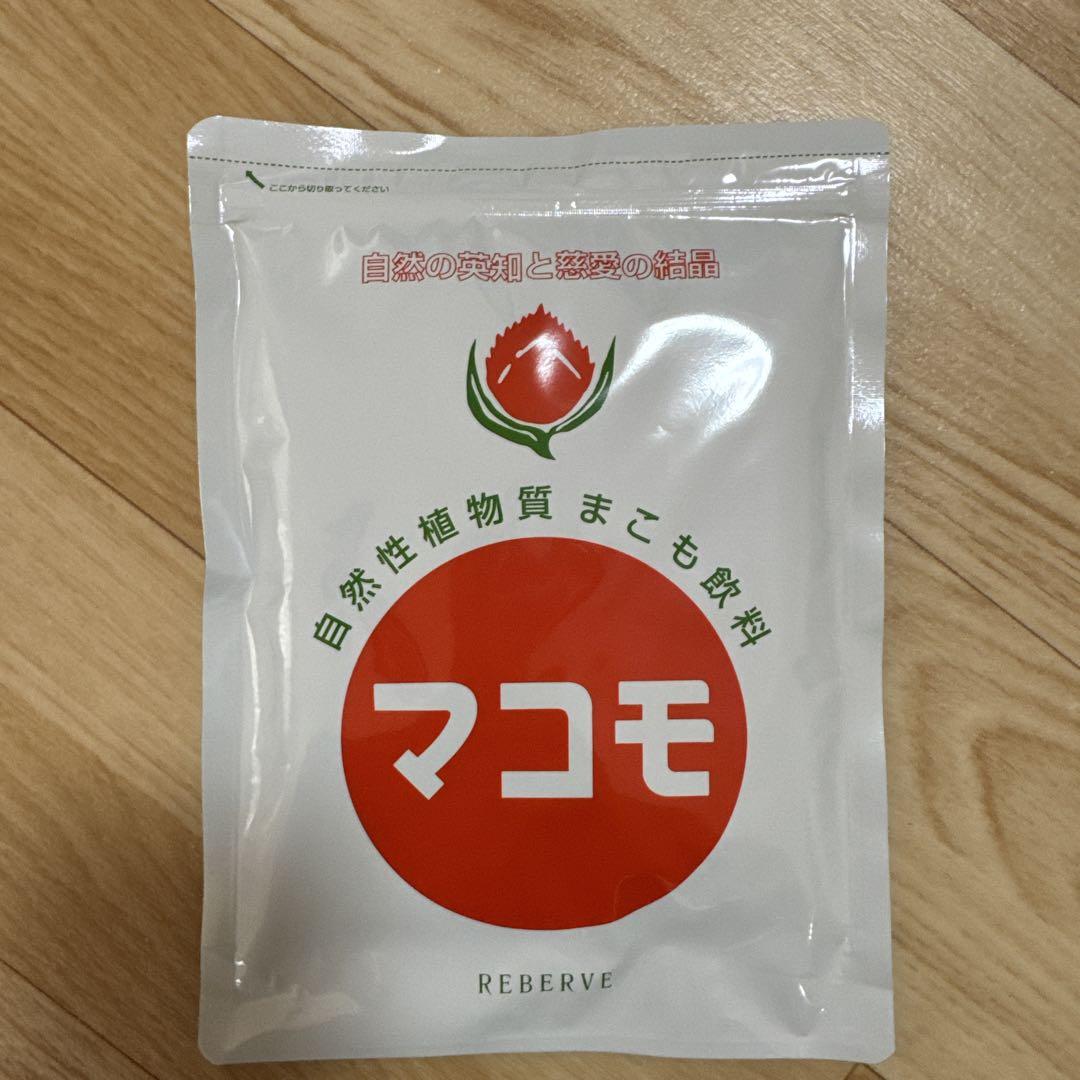 ここから切り取ってください
自然の英知と慈愛の結晶
自然性植物質 まこも飲料
マコモ
REBERVE